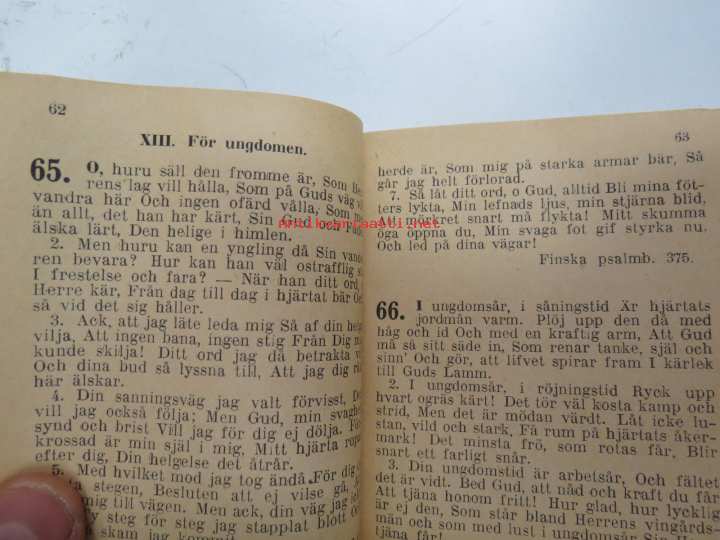 62
XIII. För ungdomen.
65. O, huru säll den fromme är, Som
rens lag vill hålla, Som på Guds väg
vandra här Och ingen ofärd vålla, Som
än allt, det han har kärt, Sin Gud och
älska lärt, Den helige i himlen.
2. Men huru kan en yngling då Sin
ren bevara? Hur kan han väl ostrafflig
I frestelse och fara? — När han ditt ord,
Herre kär, Från dag till dag i hjärtat bär
så vid det sig håller.
3. Ack, att jag läte leda mig Så af din
vilja, Att ingen bana, ingen stig Från Dig
kunde skilja! Ditt ord jag då betrakta
Och dina bud så lyssna till, Att jag dig
här älskar.
4. Din sanningsväg jag valt förvisst,
vill jag också följa; Men Gud, min
synd och brist Vill jag för dig ej dölja.
krossad är min själ i mig, Mitt hjärta
efter dig, Din helgelse det åtrår.
5. Med hvilket mod jag tog ändå För dig
stegen, Besluten att ej vilse gå,
mig till vägen. Men ack, din väg jag
steg för steg jag stapplat blott
skam jag
63
herde är, Som mig på starka armar bär, Så
går jag helt förlorad.
7. Så låt ditt ord, o Gud, alltid Bli mina föt-
ters lykta, Min lefnads ljus, min stjärna blid,
Att mörkret snart må flykta! Mitt skumma
öga öppna du, Min svaga fot gif styrka nu.
Och led på dina vägar!
Finska psalmb. 375.
66. I ungdomsår, i såningstid Är hjärtats
jordmån varm. Plöj upp den då med
håg och id Och med en kraftig arm, Att Gud
må så sitt säde in, Som renar tanke, själ och
sinn' Och gör, att lifvet spirar fram I kärlek
till Guds Lamm.
2. I ungdomsår, i röjningstid Ryck upp
hvart ogräs kärt! Det tör väl kosta kamp och
strid, Men det är mödan värdt. Låt icke lu-
stan, vild och stark, Få rum på hjärtats åker-
mark! Det minsta frö, som rotas får, Blir
snart ett farligt snår.
3. Din ungdomstid är arbetsår, Och fältet
det är vidt. Bed Gud, att nåd och kraft du får
Att tjäna honom fritt! Hur glad, hur lycklig
är ej den, Som står bland Herrens vingårds-
män och som med lust i ungdomsår
tjäna får!